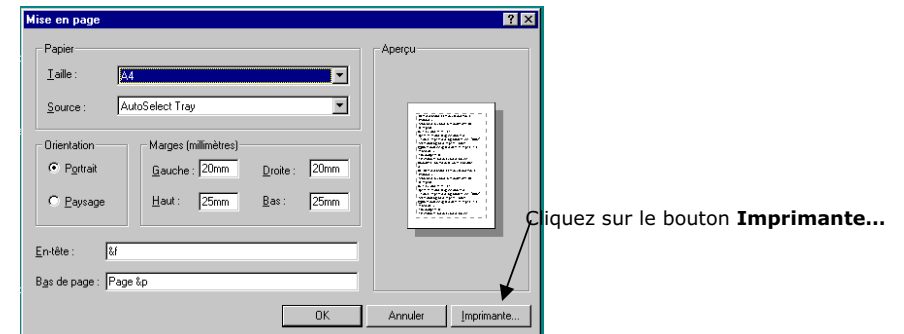 Mise en page
Papier
Aperçu
Taille :
A4
Source :
AutoSelect Tray
Orientation
Marges (millimètres)
Portrait
Gauche :
20mm
Droite :
20mm
Paysage
Haut :
25mm
Bas :
25mm
Cliquez sur le bouton Imprimante...
En-tête :
&f
Bas de page :
Page &p
OK
Annuler
Imprimante...